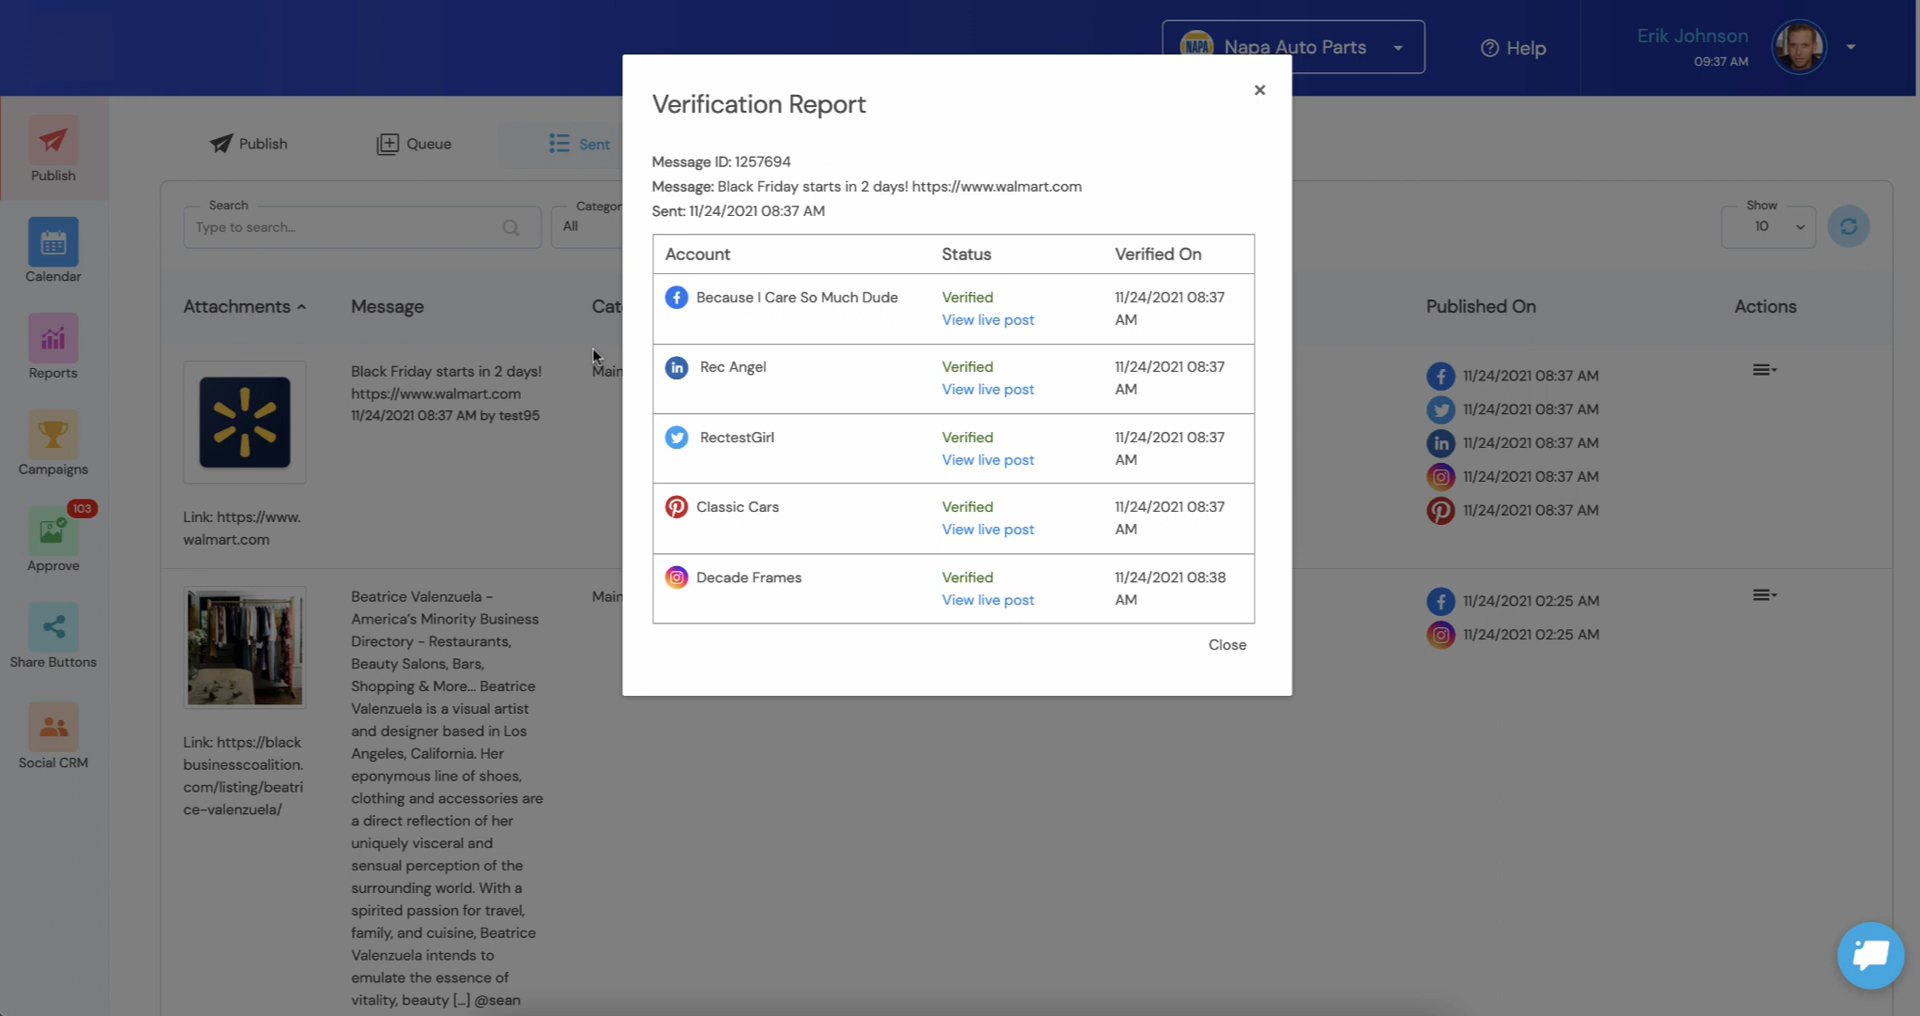 NAPA
Napa Auto Parts
Help
Erik Johnson
09:37 AM
Publish
Calendar
Reports
Campaigns
103
Approve
Share Buttons
Social CRM
Publish
Queue
Sent
Search
Type to search...
Categor
All
Show
10
Attachments
Message
Cat
Published On
Actions
Black Friday starts in 2 days!
https://www.walmart.com
11/24/2021 08:37 AM by test95
Main
Link: https://www.
walmart.com
11/24/2021 08:37 AM
11/24/2021 08:37 AM
11/24/2021 08:37 AM
11/24/2021 08:37 AM
11/24/2021 08:37 AM
Link: https://black
businesscoalition.
com/listing/beatri
ce-valenzuela/
Beatrice Valenzuela -
America's Minority Business
Directory - Restaurants,
Beauty Salons, Bars,
Shopping & More... Beatrice
Valenzuela is a visual artist
and designer based in Los
Angeles, California. Her
eponymous line of shoes,
clothing and accessories are
a direct reflection of her
uniquely visceral and
sensual perception of the
surrounding world. With a
spirited passion for travel,
family, and cuisine, Beatrice
Valenzuela intends to
emulate the essence of
vitality, beauty [...] @sean
Main
11/24/2021 02:25 AM
11/24/2021 02:25 AM
Verification Report
×
Message ID: 1257694
Message: Black Friday starts in 2 days! https://www.walmart.com
Sent: 11/24/2021 08:37 AM
Account Status Verified On
Because I Care So Much Dude Verified 11/24/2021 08:37
View live post AM
Rec Angel Verified 11/24/2021 08:37
View live post AM
RectestGirl Verified 11/24/2021 08:37
View live post AM
Classic Cars Verified 11/24/2021 08:37
View live post AM
Decade Frames Verified 11/24/2021 08:38
View live post AM
Close